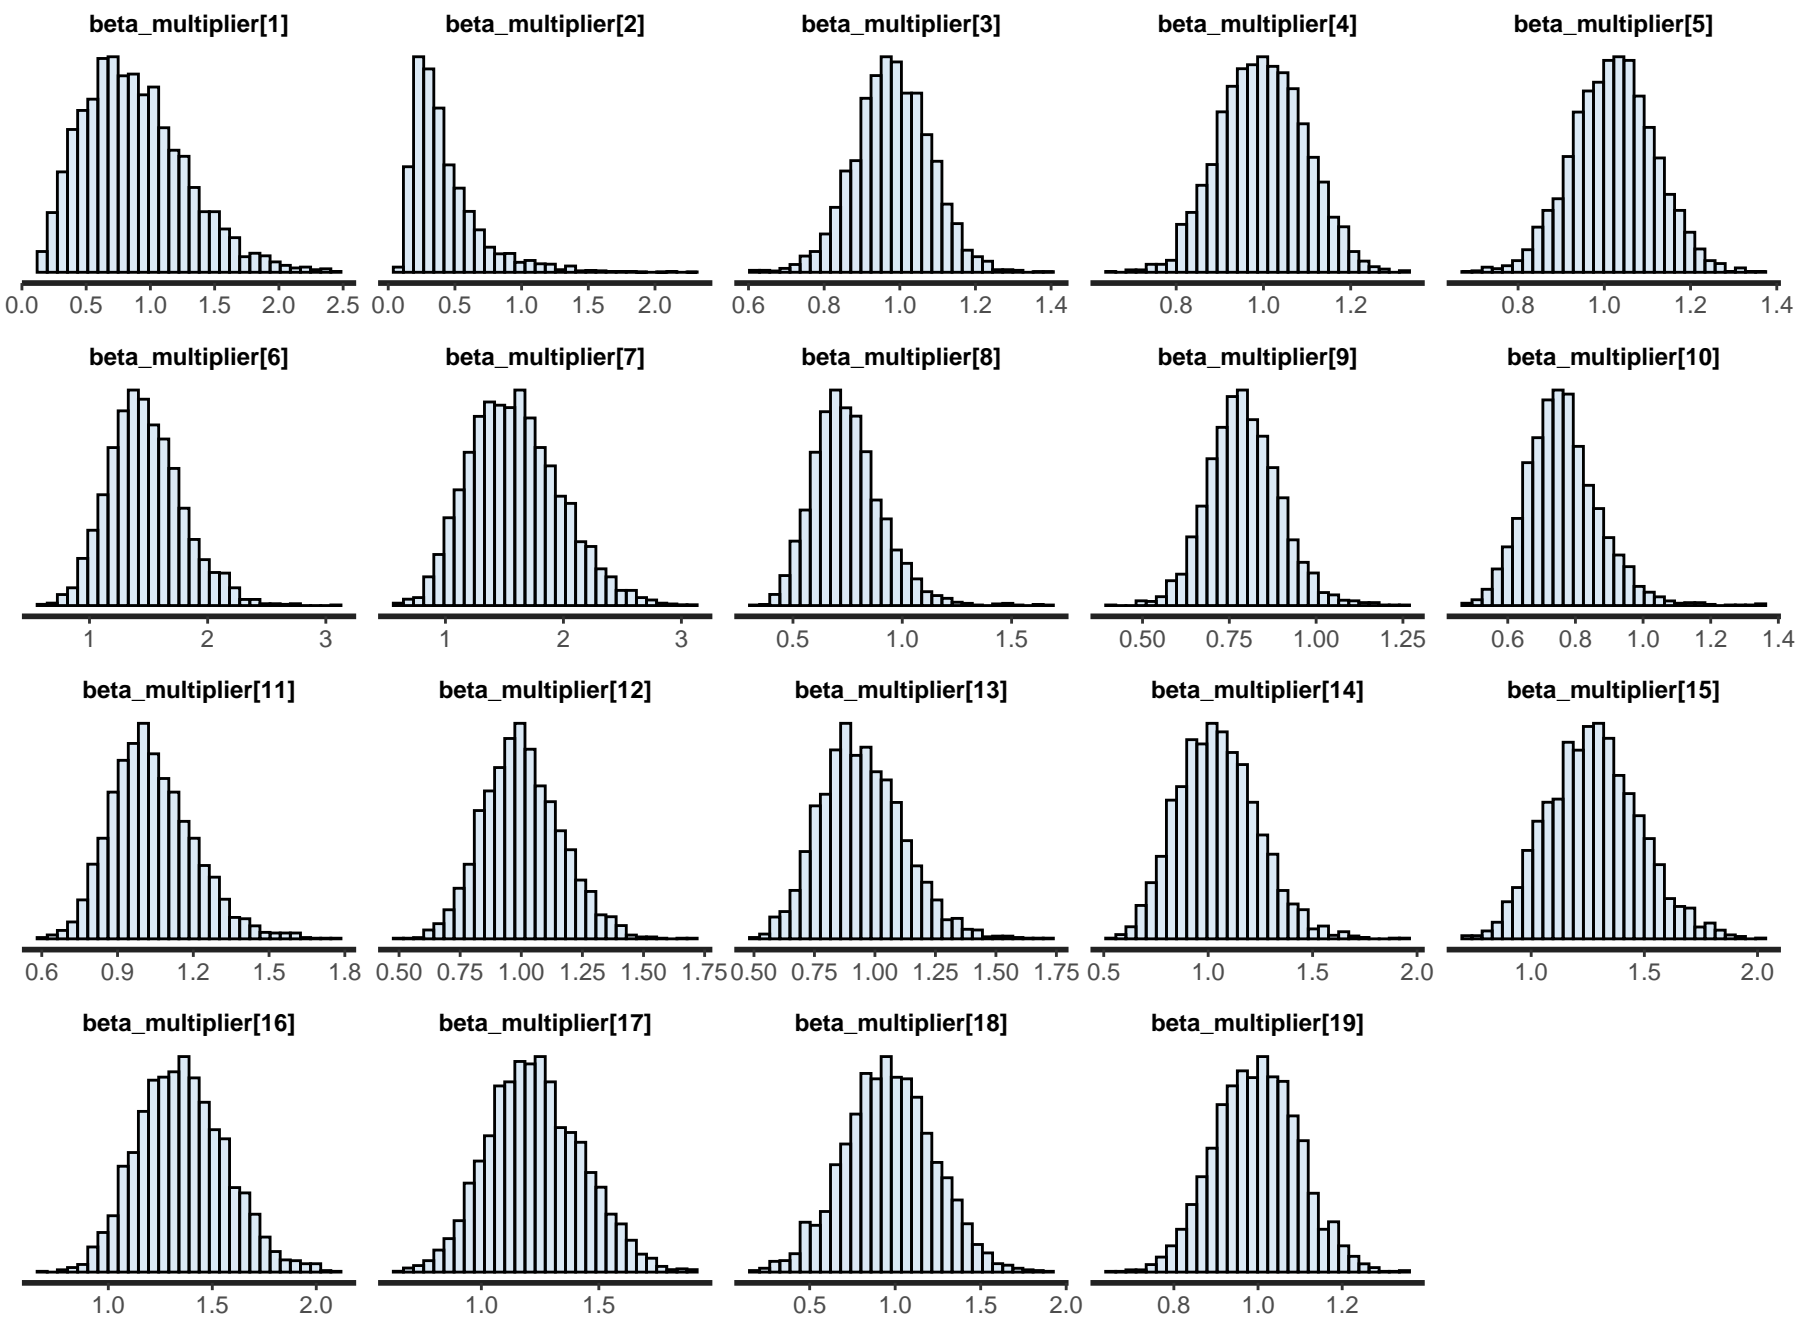 beta_multiplier[1] beta_multiplier[2] beta_multiplier[3] beta_multiplier[4] beta_multiplier[5]
0.0 0.5 1.0 1.5 2.0 2.5 0.0 0.5 1.0 1.5 2.0 0.6 0.8 1.0 1.2 1.4 0.8 1.0 1.2 0.8 1.0 1.2 1.4
beta_multiplier[6] beta_multiplier[7] beta_multiplier[8] beta_multiplier[9] beta_multiplier[10]
1 2 3 1 2 3 0.5 1.0 1.5 0.50 0.75 1.00 1.25 0.6 0.8 1.0 1.2 1.4
beta_multiplier[11] beta_multiplier[12] beta_multiplier[13] beta_multiplier[14] beta_multiplier[15]
0.6 0.9 1.2 1.5 1.8 0.50 0.75 1.00 1.25 1.50 1.75 0.50 0.75 1.00 1.25 1.50 1.75 0.5 1.0 1.5 2.0 1.0 1.5 2.0
beta_multiplier[16] beta_multiplier[17] beta_multiplier[18] beta_multiplier[19]
1.0 1.5 2.0 1.0 1.5 0.5 1.0 1.5 2.0 0.8 1.0 1.2